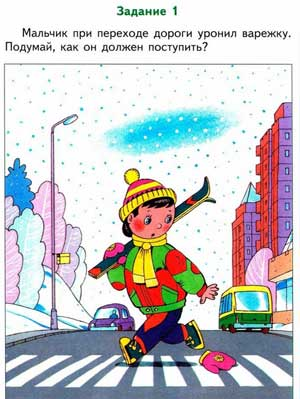 Задание 1
Мальчик при переходе дороги уронил варежку.
Подумай, как он должен поступить?